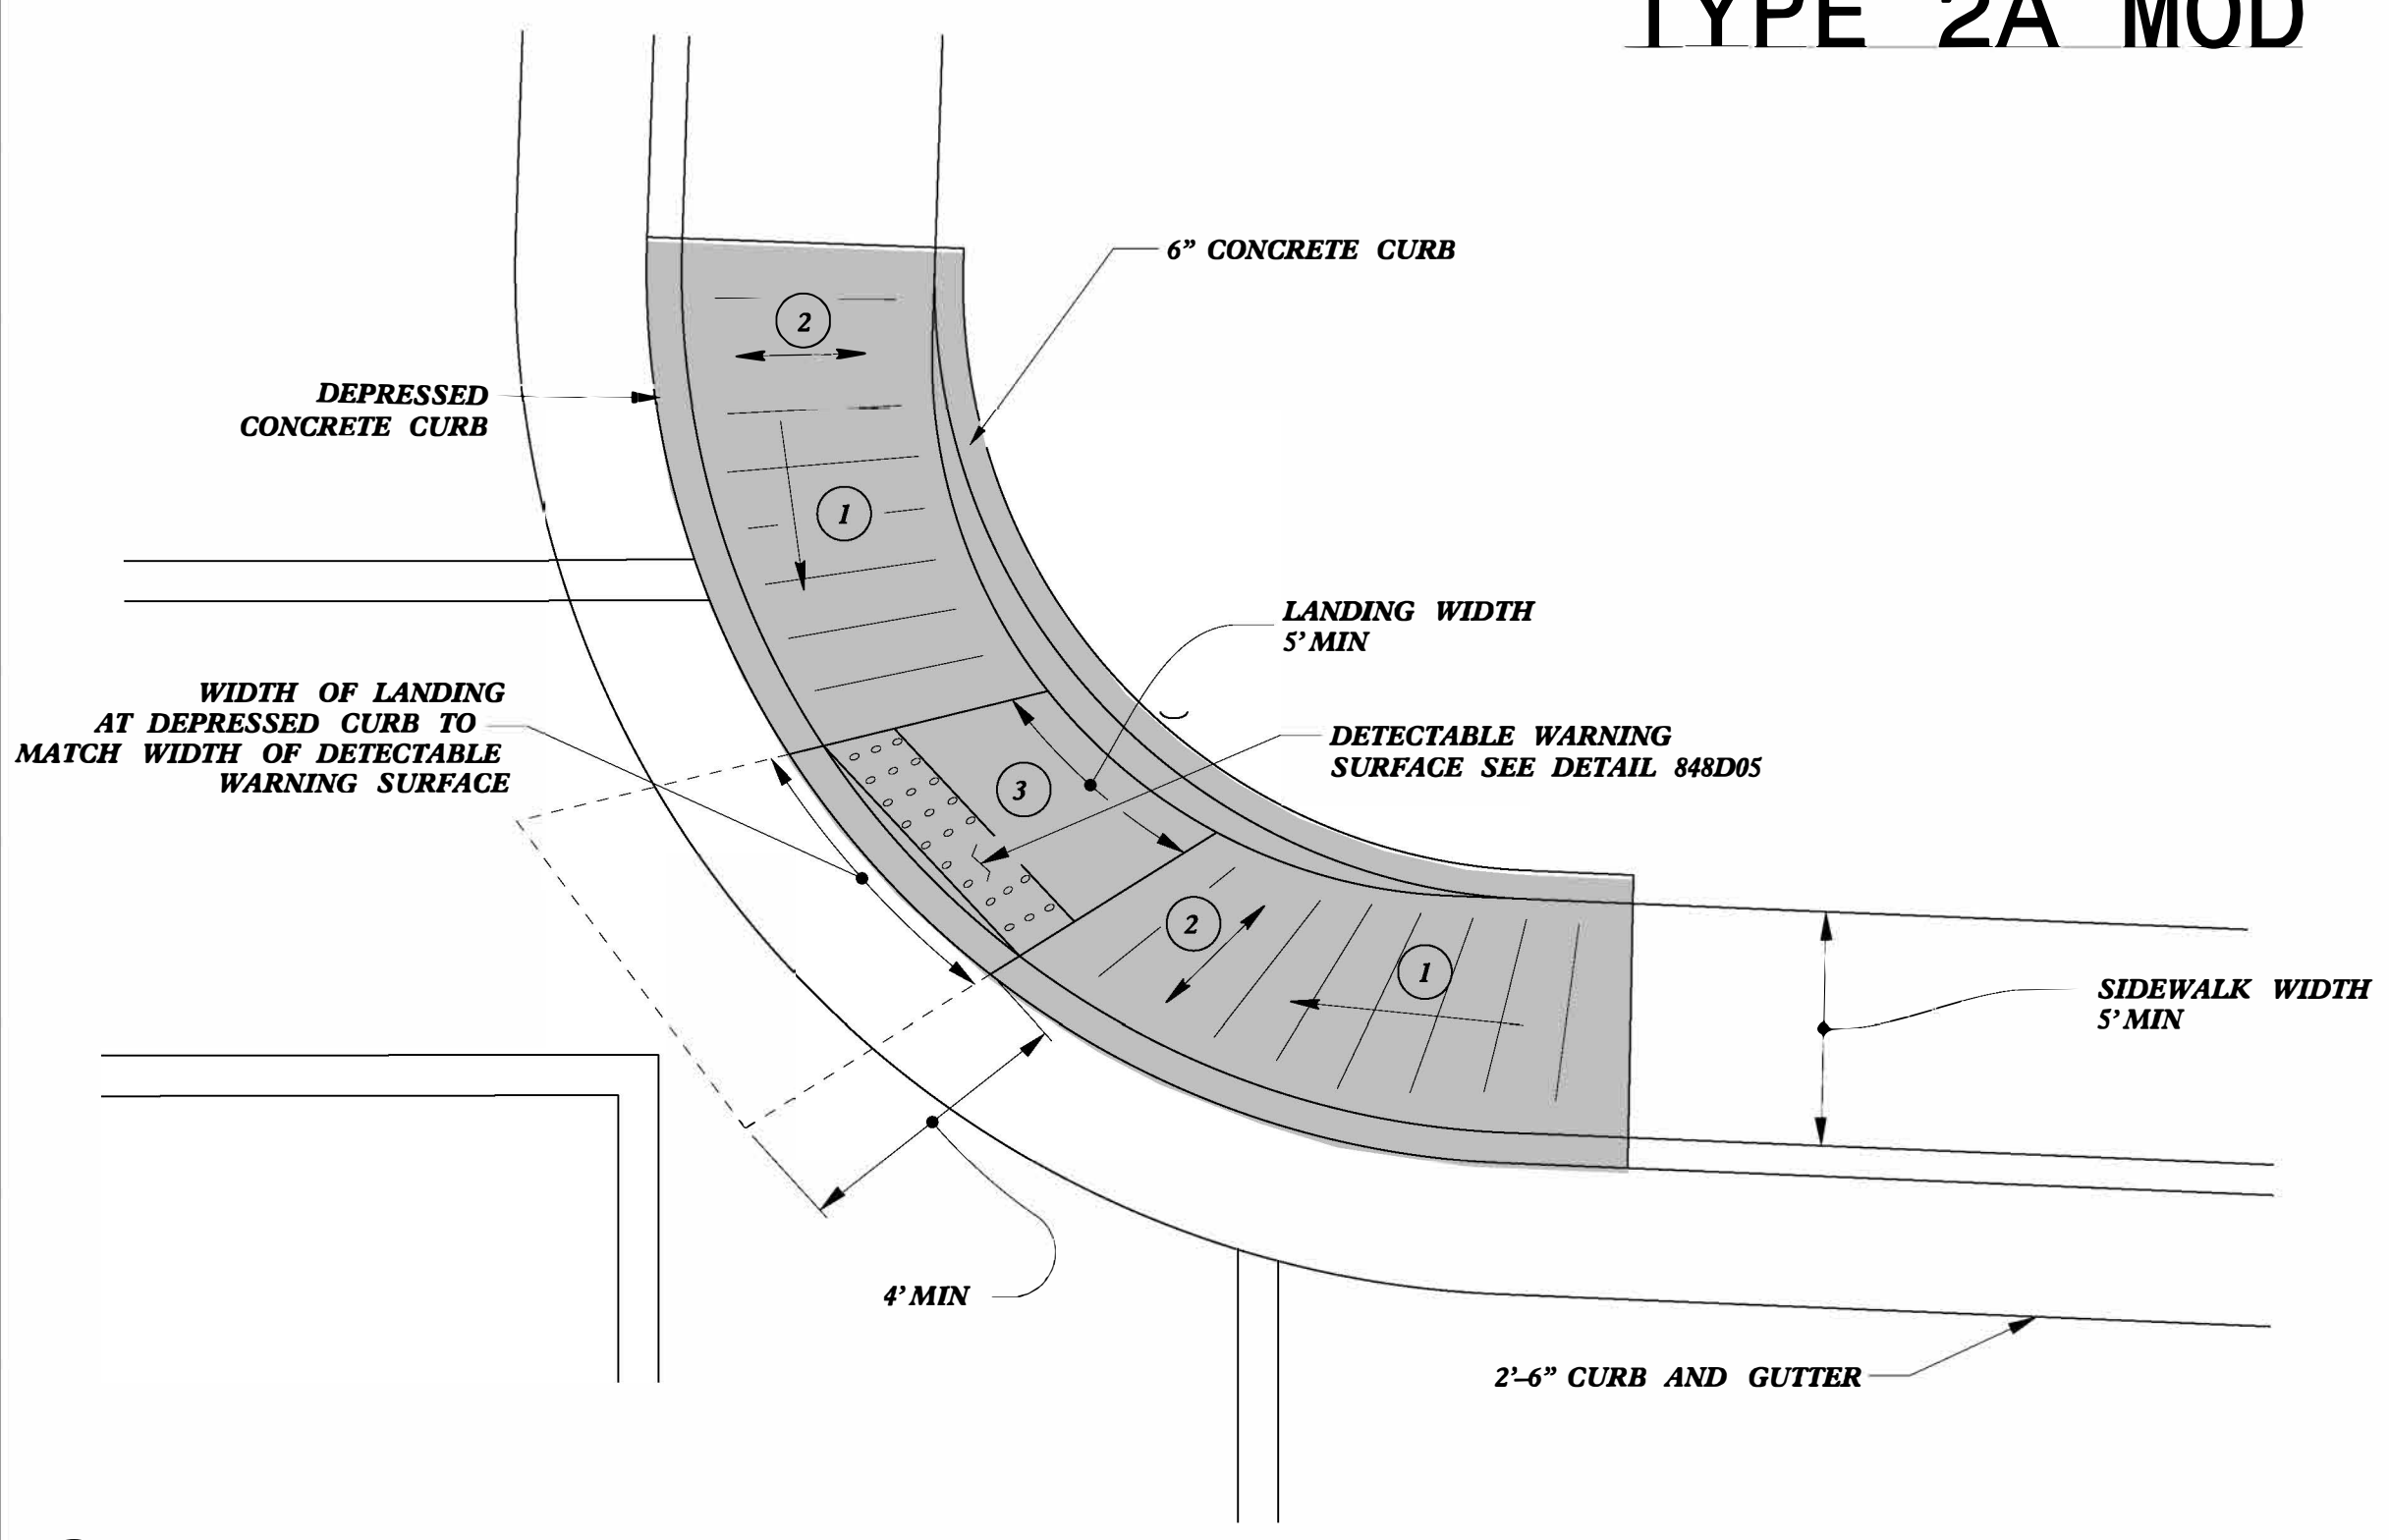 TYPE 2A MOD
6” CONCRETE CURB
2
DEPRESSED
CONCRETE CURB
1
LANDING WIDTH
5’ MIN
WIDTH OF LANDING
AT DEPRESSED CURB TO
MATCH WIDTH OF DETECTABLE
WARNING SURFACE
DETECTABLE WARNING
SURFACE SEE DETAIL 848D05
3
2
1
SIDEWALK WIDTH
5’ MIN
4’ MIN
2’–6” CURB AND GUTTER